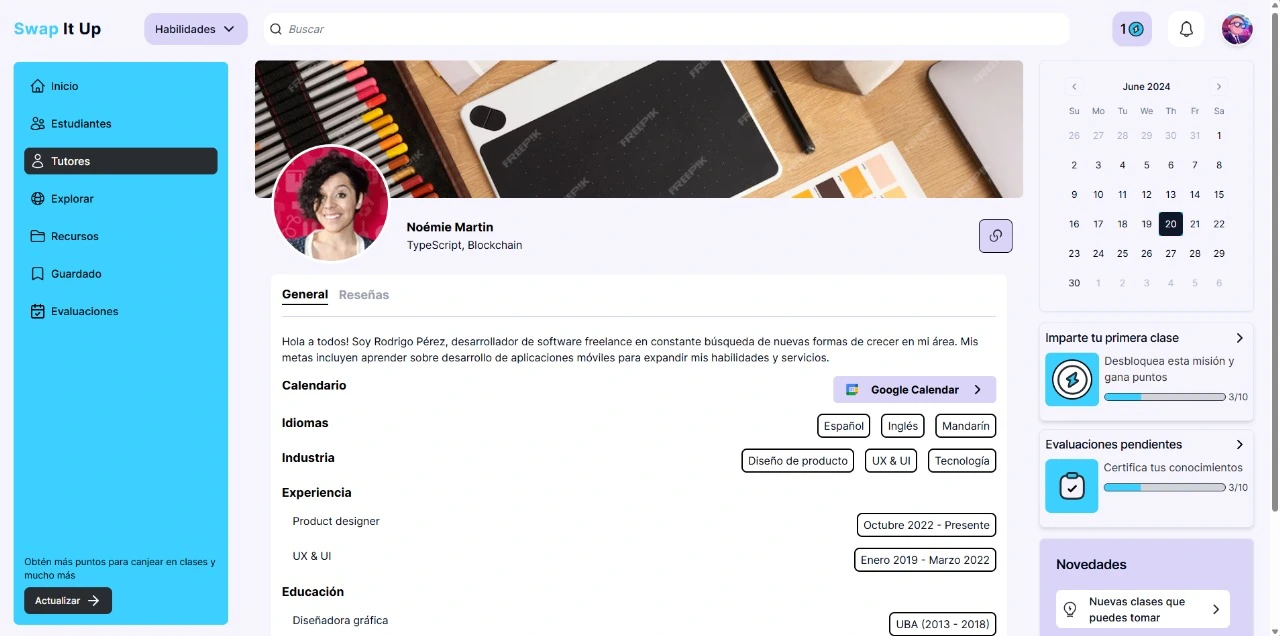 Swap It Up
Habilidades
Buscar
1
Inicio
Estudiantes
Tutores
Explorar
Recursos
Guardado
Evaluaciones
Obtén más puntos para canjear en clases y
mucho más
Actualizar
FREEPIK
FREEPIK
FREEPIK
FREEPIK
FREEPIK
FREEPIK
FREEPIK
Noémie Martin
TypeScript, Blockchain
General Reseñas
Hola a todos! Soy Rodrigo Pérez, desarrollador de software freelance en constante búsqueda de nuevas formas de crecer en mi área. Mis
metas incluyen aprender sobre desarrollo de aplicaciones móviles para expandir mis habilidades y servicios.
Calendario Google Calendar
Idiomas Español Inglés Mandarín
Industria Diseño de producto UX & UI Tecnología
Experiencia
Product designer Octubre 2022 - Presente
UX & UI Enero 2019 - Marzo 2022
Educación
Diseñadora gráfica UBA (2013 - 2018)
June 2024
Su Mo Tu We Th Fr Sa
26 27 28 29 30 31 1
2 3 4 5 6 7 8
9 10 11 12 13 14 15
16 17 18 19 20 21 22
23 24 25 26 27 28 29
30 1 2 3 4 5 6
Imparte tu primera clase
Desbloquea esta misión y
gana puntos
3/10
Evaluaciones pendientes
Certifica tus conocimientos
3/10
Novedades
Nuevas clases que
puedes tomar